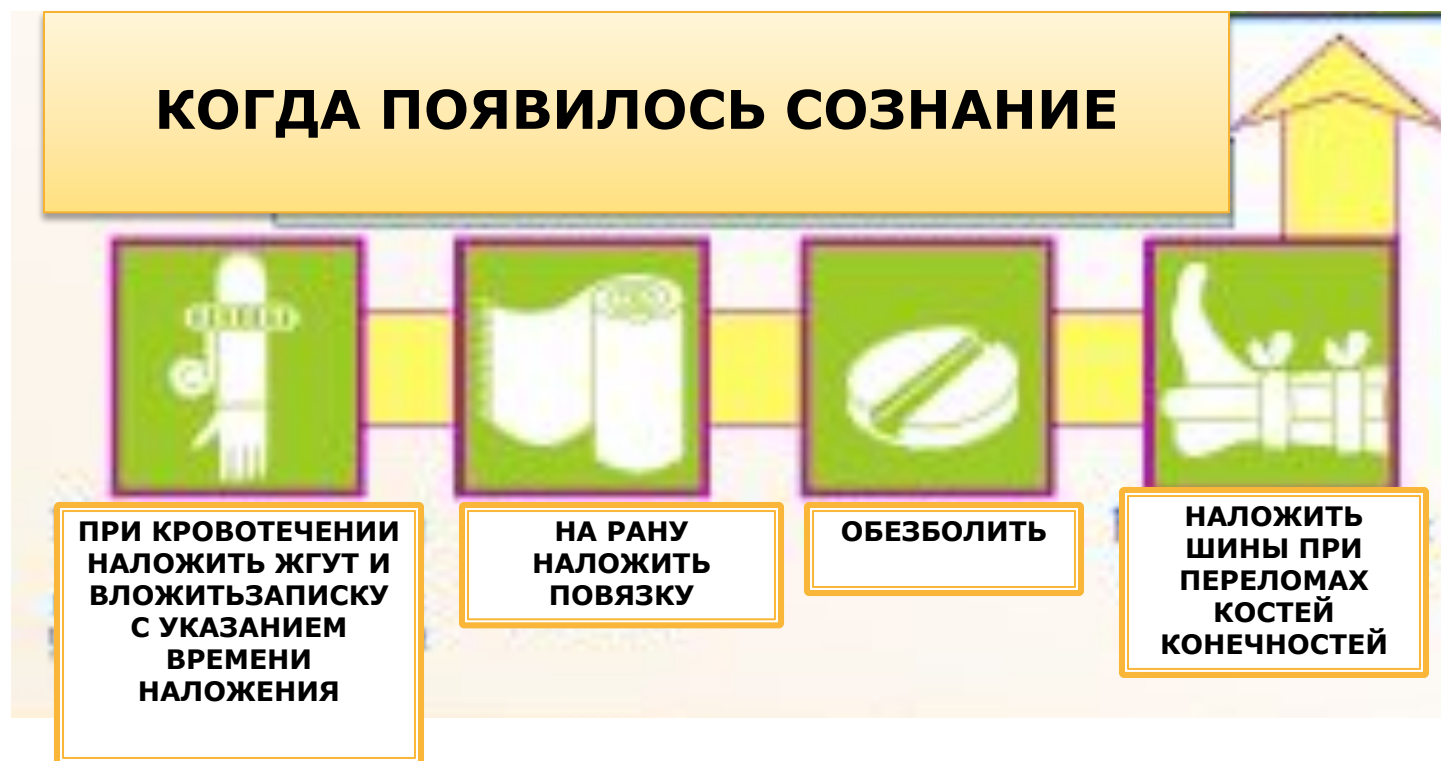 КОГДА ПОЯВИЛОСЬ СОЗНАНИЕ
ПРИ КРОВОТЕЧЕНИИ
НАЛОЖИТЬ ЖГУТ И
ВЛОЖИТЬЗАПИСКУ
С УКАЗАНИЕМ
ВРЕМЕНИ
НАЛОЖЕНИЯ
НА РАНУ
НАЛОЖИТЬ
ПОВЯЗКУ
ОБЕЗБОЛИТЬ
НАЛОЖИТЬ
ШИНЫ ПРИ
ПЕРЕЛОМАХ
КОСТЕЙ
КОНЕЧНОСТЕЙ